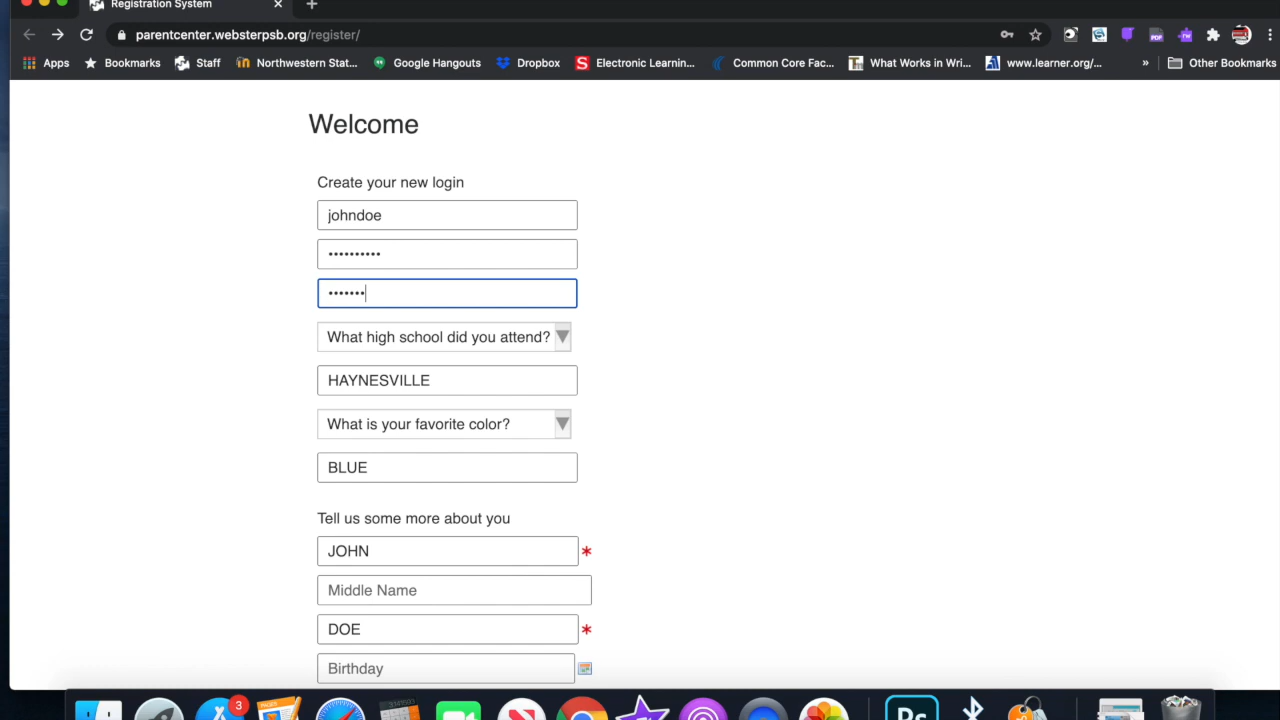 Registration System
parentcenter.websterpsb.org/register/
Apps Bookmarks Staff Northwestern Stat... Google Hangouts Dropbox Electronic Learnin... Common Core Fac... What Works in Wri... www.learner.org/... » Other Bookmarks
Welcome
Create your new login
johndoe
••••••••••
•••••••
What high school did you attend?
HAYNESVILLE
What is your favorite color?
BLUE
Tell us some more about you
JOHN *
Middle Name
DOE *
Birthday
3